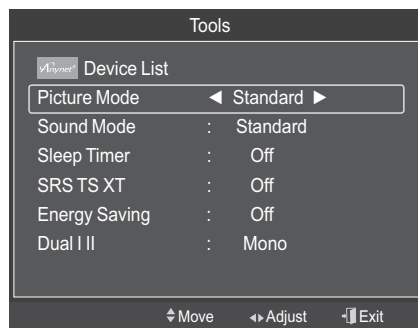 Tools
Anynet+ Device List
Picture Mode ◄ Standard ►
Sound Mode : Standard
Sleep Timer : Off
SRS TS XT : Off
Energy Saving : Off
Dual I II : Mono
Move Adjust Exit